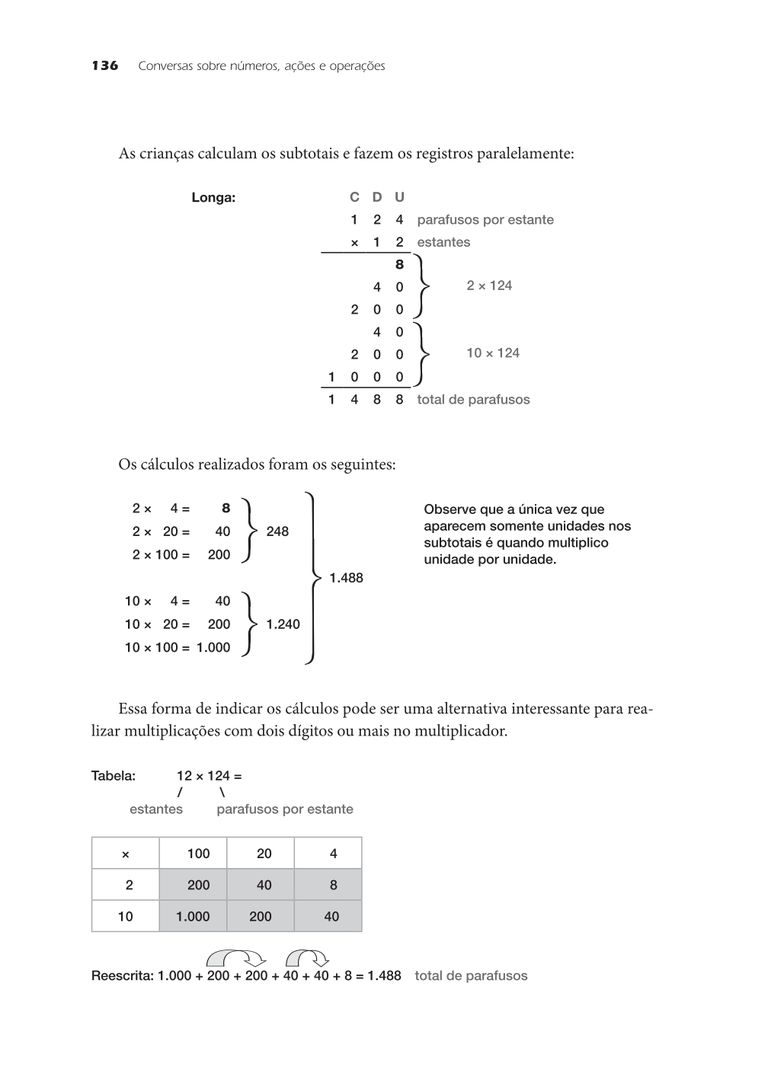 136 Conversas sobre números, ações e operações
As crianças calculam os subtotais e fazem os registros paralelamente:
Longa: C D U
1 2 4 parafusos por estante
× 1 2 estantes
8
4 0 2 × 124
2 0 0
4 0
2 0 0 10 × 124
1 0 0 0
1 4 8 8 total de parafusos
Os cálculos realizados foram os seguintes:
2 × 4 = 8
2 × 20 = 40 248
2 × 100 = 200
1.488
10 × 4 = 40
10 × 20 = 200 1.240
10 × 100 = 1.000
Observe que a única vez que
aparecem somente unidades nos
subtotais é quando multiplico
unidade por unidade.
Essa forma de indicar os cálculos pode ser uma alternativa interessante para rea-
lizar multiplicações com dois dígitos ou mais no multiplicador.
Tabela: 12 × 124 =
/ \
estantes parafusos por estante
× 100 20 4
2 200 40 8
10 1.000 200 40
Reescrita: 1.000 + 200 + 200 + 40 + 40 + 8 = 1.488 total de parafusos